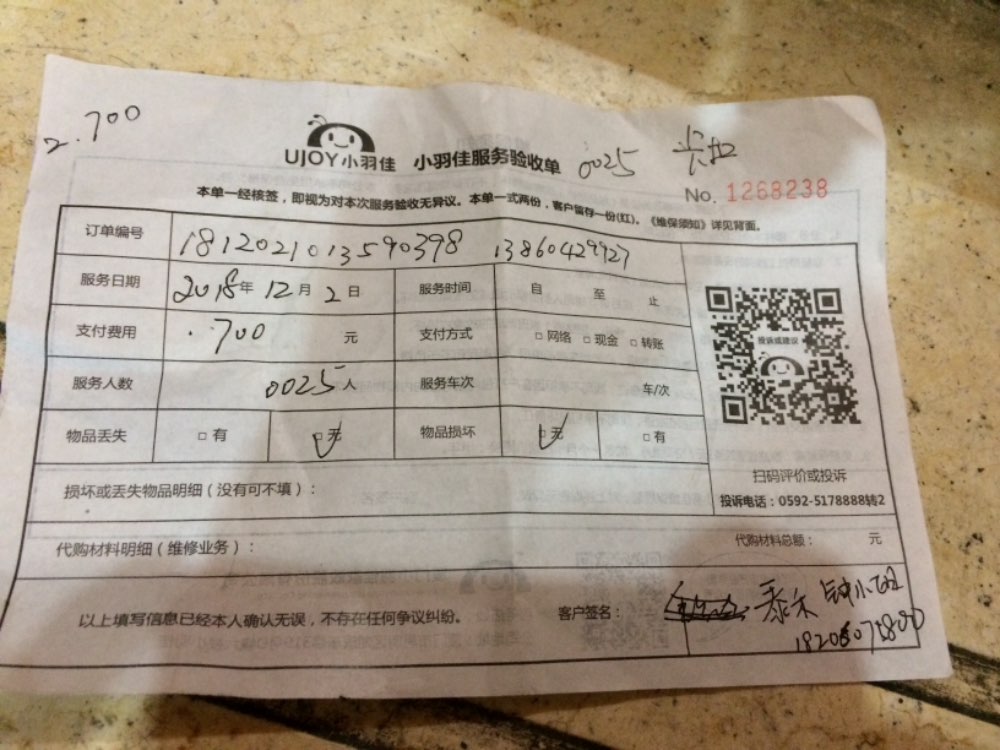 2.700
UJOY小羽佳 小羽佳服务验收单 0025
No. 1268238
本单一经核签，即视为对本次服务验收无异议。本单一式两份，客户留存一份(红)。《维保须知》详见背面。
订单编号 1812021013590398 13860429927
服务日期 2018年12月2日 服务时间 自 至 止
支付费用 .700 元 支付方式 □网络 □现金 □转账
服务人数 0025人 服务车次 车/次
物品丢失 □有 □无 物品损坏 □无 □有
投诉或建议
UJOY
扫码评价或投诉
投诉电话：0592-5178888转2
损坏或丢失物品明细（没有可不填）：
代购材料明细（维修业务）： 代购材料总额： 元
以上填写信息已经本人确认无误，不存在任何争议纠纷。 客户签名： 泰禾 钟小姐